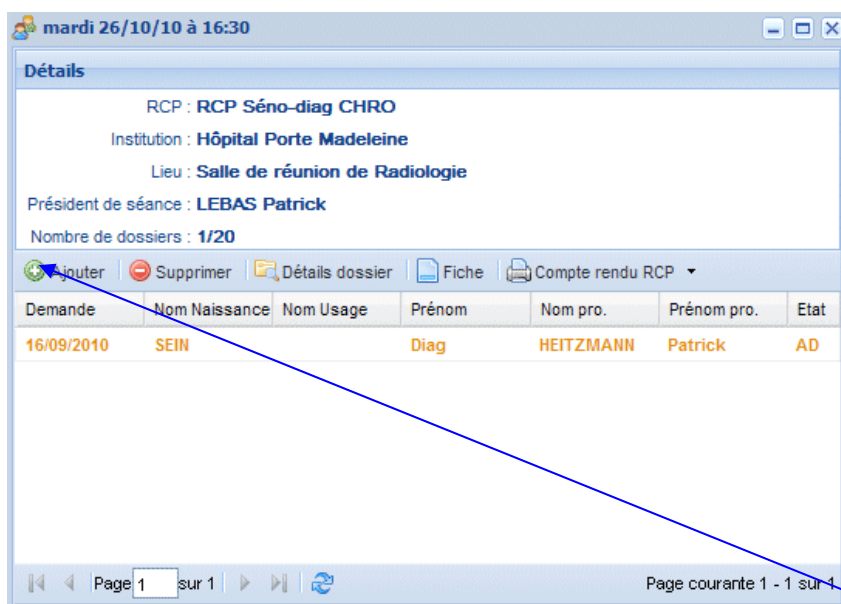 mardi 26/10/10 à 16:30
Détails
RCP : RCP Séno-diag CHRO
Institution : Hôpital Porte Madeleine
Lieu : Salle de réunion de Radiologie
Président de séance : LEBAS Patrick
Nombre de dossiers : 1/20
Ajouter Supprimer Détails dossier Fiche Compte rendu RCP
Demande Nom Naissance Nom Usage Prénom Nom pro. Prénom pro. Etat
16/09/2010 SEIN Diag HEITZMANN Patrick AD
Page 1 sur 1 Page courante 1 - 1 sur 1